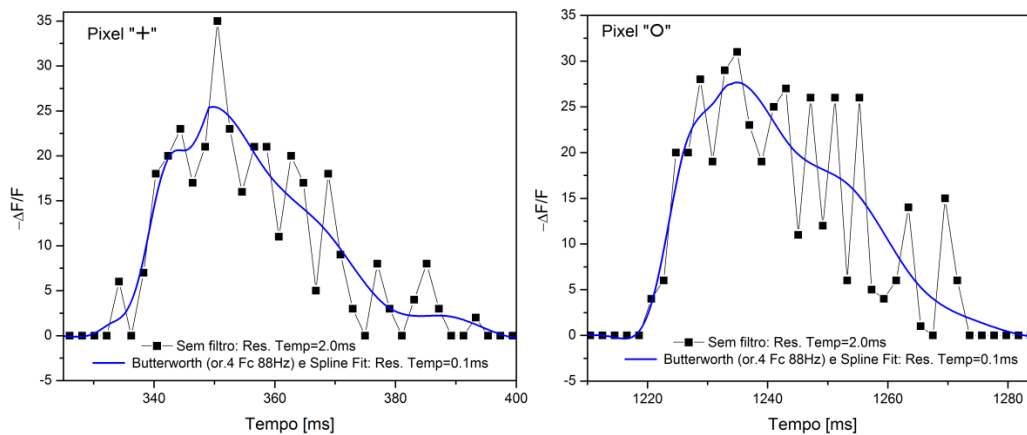 Pixel "+"
35
30
25
20
15
10
5
0
-5
−ΔF/F
Sem filtro: Res. Temp=2.0ms
Butterworth (or.4 Fc 88Hz) e Spline Fit: Res. Temp=0.1ms
340 360 380 400
Tempo [ms]
Pixel "O"
35
30
25
20
15
10
5
0
-5
−ΔF/F
Sem filtro: Res. Temp=2.0ms
Butterworth (or.4 Fc 88Hz) e Spline Fit: Res. Temp=0.1ms
1220 1240 1260 1280
Tempo [ms]